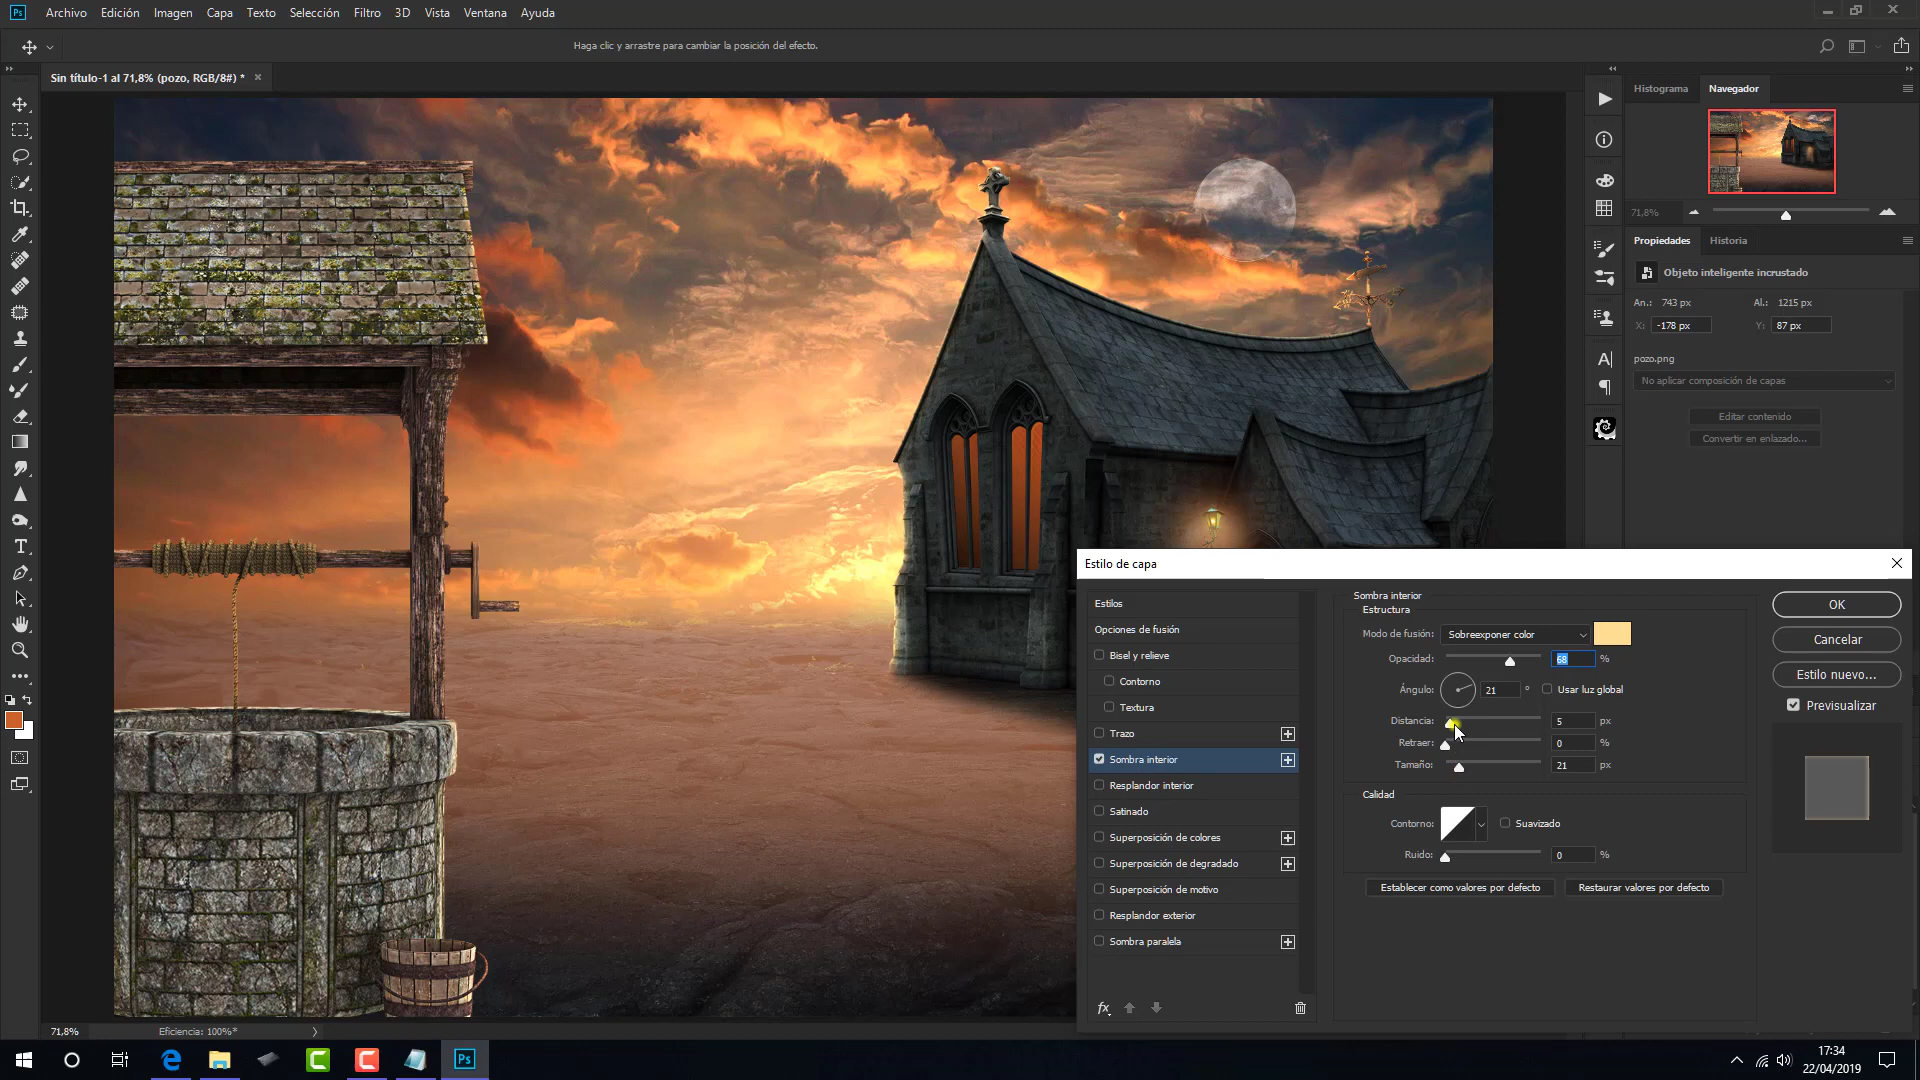 Ps Archivo Edición Imagen Capa Texto Selección Filtro 3D Vista Ventana Ayuda
Haga clic y arrastre para cambiar la posición del efecto.
Sin título-1 al 71,8% (pozo, RGB/8#) *
Histograma Navegador
71,8%
Propiedades Historia
Objeto inteligente incrustado
An.: 743 px Al.: 1215 px
X: -178 px Y: 87 px
pozo.png
No aplicar composición de capas
Editar contenido
Convertir en enlazado...
Estilo de capa
Estilos
Opciones de fusión
Bisel y relieve
Contorno
Textura
Trazo
Sombra interior
Resplandor interior
Satinado
Superposición de colores
Superposición de degradado
Superposición de motivo
Resplandor exterior
Sombra paralela
fx
Sombra interior
Estructura
Modo de fusión: Sobreexponer color
Opacidad: 68 %
Ángulo: 21 ° Usar luz global
Distancia: 5 px
Retraer: 0 %
Tamaño: 21 px
Calidad
Contorno: Suavizado
Ruido: 0 %
Establecer como valores por defecto Restaurar valores por defecto
OK
Cancelar
Estilo nuevo...
Previsualizar
71,8% Eficiencia: 100%*
Ps
17:34
22/04/2019